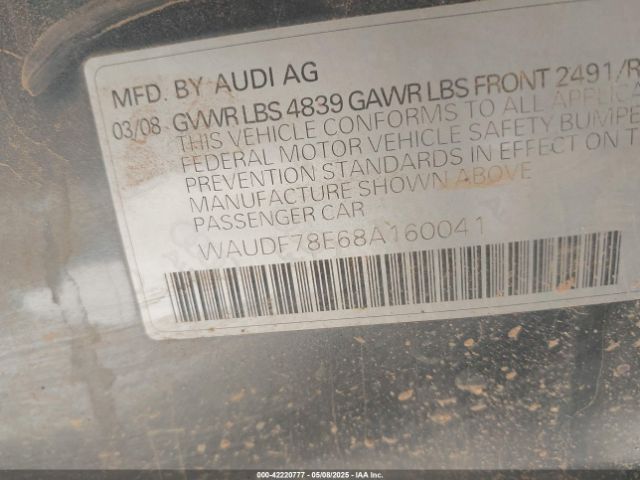 MFD. BY AUDI AG
03/08 GVWR LBS 4839 GAWR LBS FRONT 2491/R
THIS VEHICLE CONFORMS TO ALL APPLICA
FEDERAL MOTOR VEHICLE SAFETY BUMPE
PREVENTION STANDARDS IN EFFECT ON T
MANUFACTURE SHOWN ABOVE
PASSENGER CAR
WAUDF78E68A160041
000-42220777 - 05/08/2025 - IAA Inc.